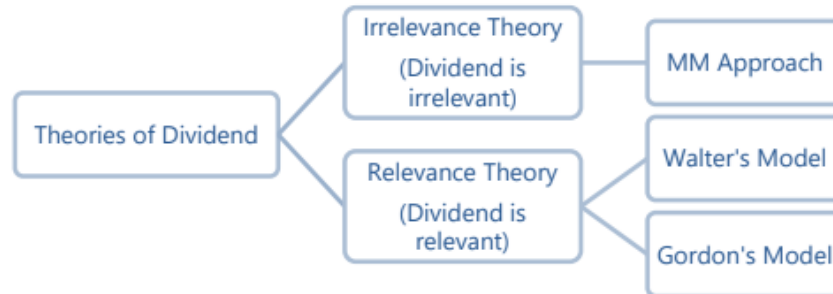 Theories of Dividend
Irrelevance Theory
(Dividend is
irrelevant)
MM Approach
Relevance Theory
(Dividend is
relevant)
Walter's Model
Gordon's Model